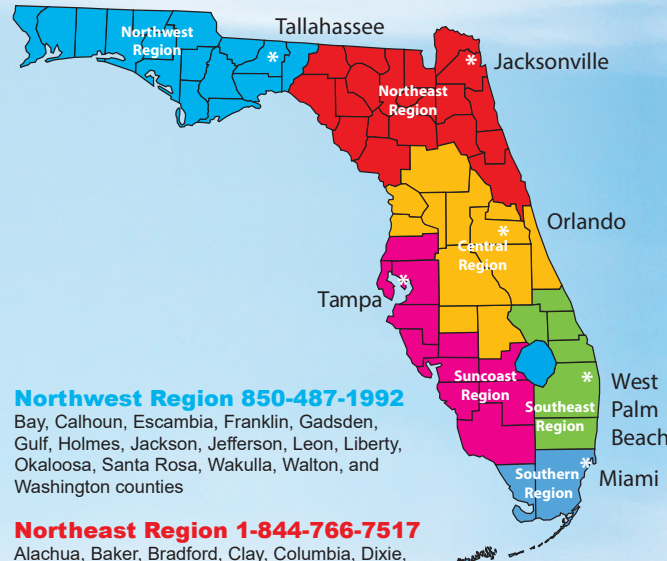 Tallahassee
Northwest
Region
*
*
Jacksonville
Northeast
Region
Orlando
*
Central
Region
*
Tampa
Suncoast
Region
*
West
Palm
Beach
Southeast
Region
*
Miami
Southern
Region
Northwest Region 850-487-1992
Bay, Calhoun, Escambia, Franklin, Gadsden,
Gulf, Holmes, Jackson, Jefferson, Leon, Liberty,
Okaloosa, Santa Rosa, Wakulla, Walton, and
Washington counties
Northeast Region 1-844-766-7517
Alachua, Baker, Bradford, Clay, Columbia, Dixie,